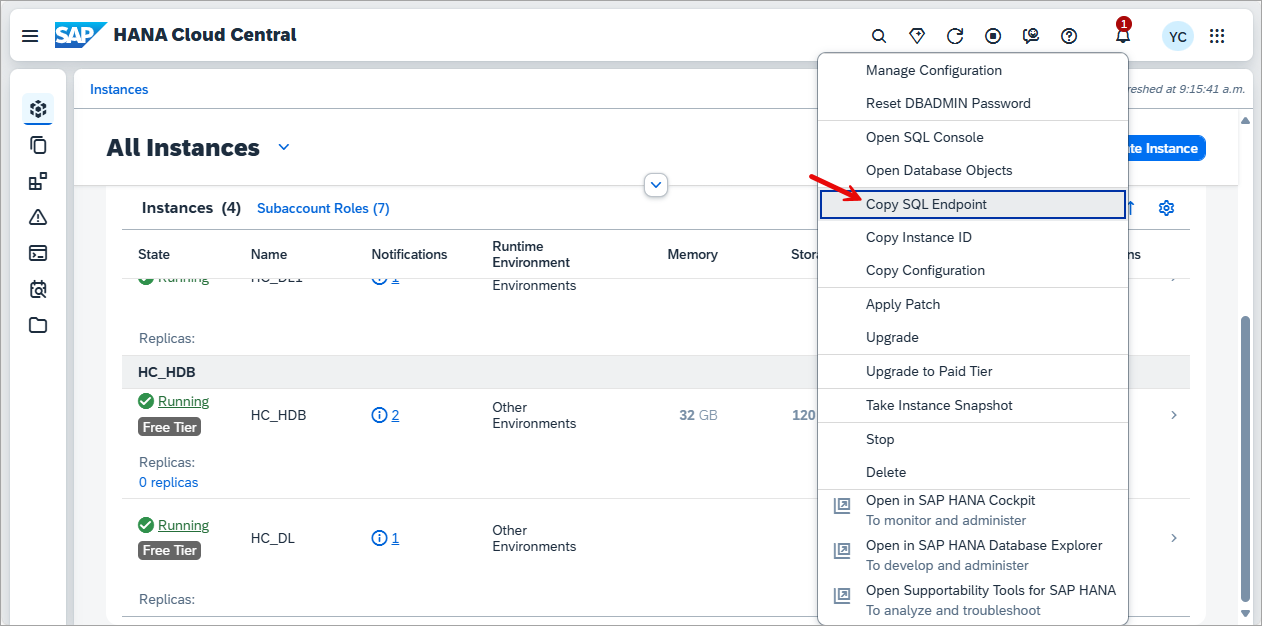 SAP HANA Cloud Central
1
YC
Instances
reshed at 9:15:41 a.m.
All Instances
te Instance
Instances (4) Subaccount Roles (7)
State Name Notifications Runtime Environment Memory Stora ns
Running HC_DL1 1 Environments
Replicas:
HC_HDB
Running
Free Tier
HC_HDB
2
Other
Environments
32 GB
120
Replicas:
0 replicas
Running
Free Tier
HC_DL
1
Other
Environments
Replicas:
Manage Configuration
Reset DBADMIN Password
Open SQL Console
Open Database Objects
Copy SQL Endpoint
Copy Instance ID
Copy Configuration
Apply Patch
Upgrade
Upgrade to Paid Tier
Take Instance Snapshot
Stop
Delete
Open in SAP HANA Cockpit
To monitor and administer
Open in SAP HANA Database Explorer
To develop and administer
Open Supportability Tools for SAP HANA
To analyze and troubleshoot